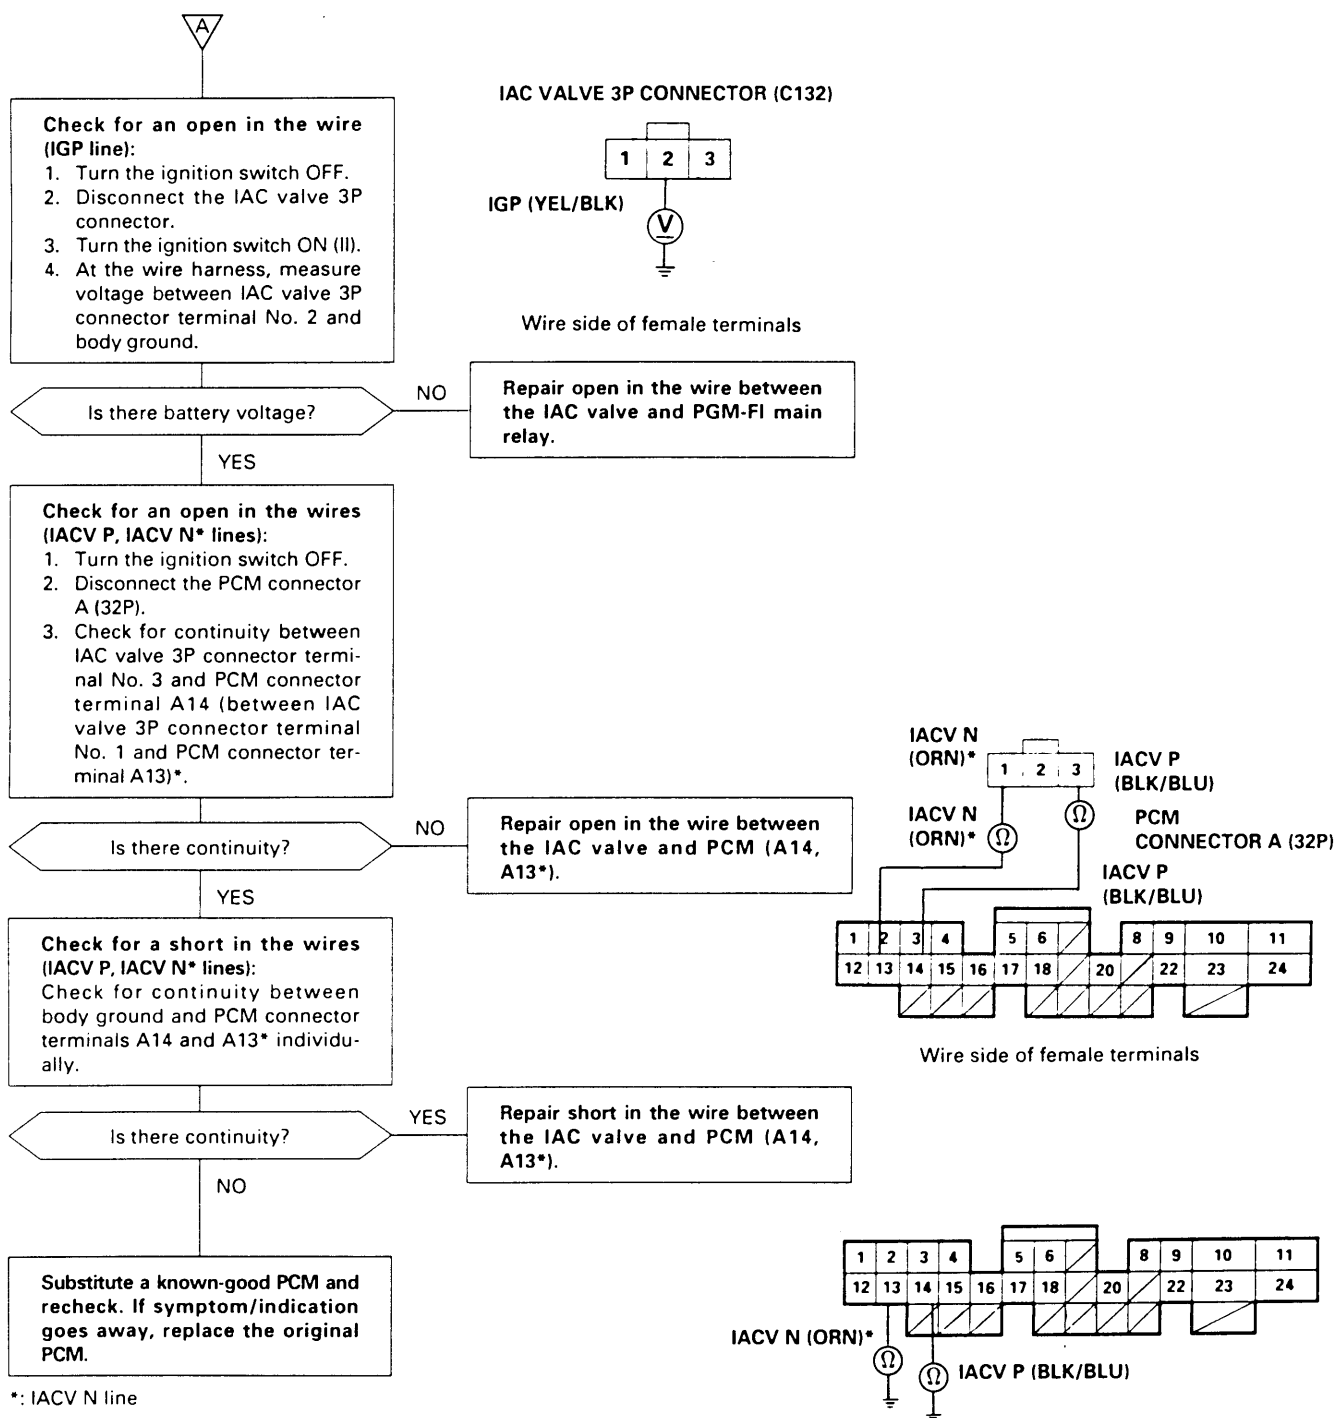 A
Check for an open in the wire
(IGP line):
1. Turn the ignition switch OFF.
2. Disconnect the IAC valve 3P
connector.
3. Turn the ignition switch ON (II).
4. At the wire harness, measure
voltage between IAC valve 3P
connector terminal No. 2 and
body ground.
IAC VALVE 3P CONNECTOR (C132)
1 2 3
IGP (YEL/BLK)
V
Wire side of female terminals
Is there battery voltage?
NO
Repair open in the wire between
the IAC valve and PGM-FI main
relay.
YES
Check for an open in the wires
(IACV P, IACV N* lines):
1. Turn the ignition switch OFF.
2. Disconnect the PCM connector
A (32P).
3. Check for continuity between
IAC valve 3P connector termi-
nal No. 3 and PCM connector
terminal A14 (between IAC
valve 3P connector terminal
No. 1 and PCM connector ter-
minal A13)*.
IACV N
(ORN)*
1 2 3
IACV P
(BLK/BLU)
IACV N
(ORN)*
Ω
Ω
PCM
CONNECTOR A (32P)
IACV P
(BLK/BLU)
1 2 3 4 5 6 8 9 10 11
12 13 14 15 16 17 18 20 22 23 24
Wire side of female terminals
Is there continuity?
NO
Repair open in the wire between
the IAC valve and PCM (A14,
A13*).
YES
Check for a short in the wires
(IACV P, IACV N* lines):
Check for continuity between
body ground and PCM connector
terminals A14 and A13* individu-
ally.
Is there continuity?
YES
Repair short in the wire between
the IAC valve and PCM (A14,
A13*).
NO
Substitute a known-good PCM and
recheck. If symptom/indication
goes away, replace the original
PCM.
1 2 3 4 5 6 8 9 10 11
12 13 14 15 16 17 18 20 22 23 24
IACV N (ORN)*
Ω
Ω
IACV P (BLK/BLU)
*: IACV N line